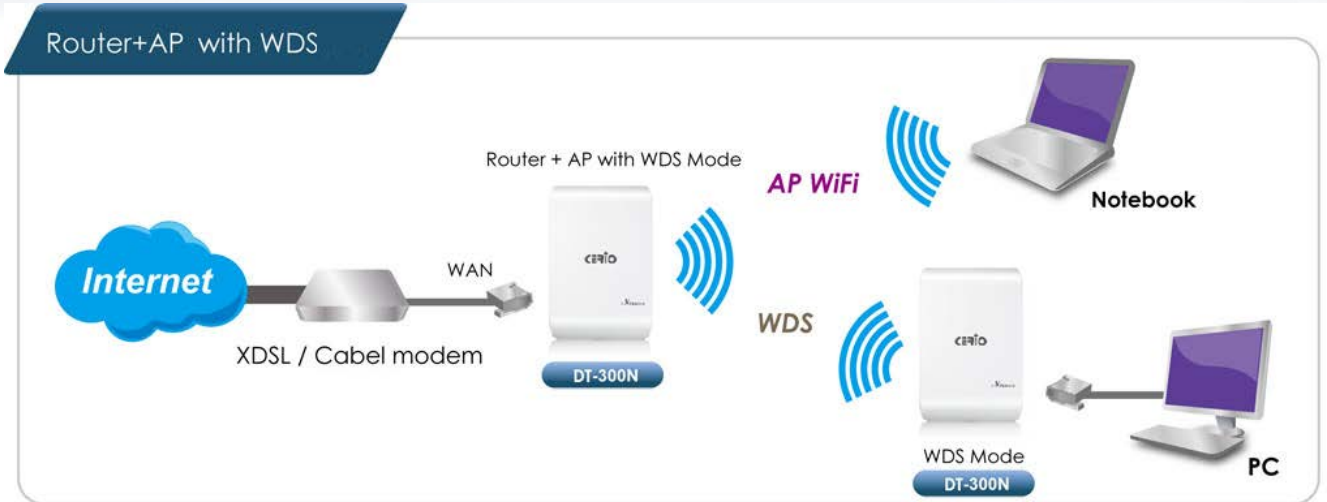 Router+AP with WDS
Router + AP with WDS Mode
AP WiFi
Notebook
Internet
WAN
CERIO
XDSL / Cabel modem
DT-300N
WDS
CERIO
WDS Mode
DT-300N
PC